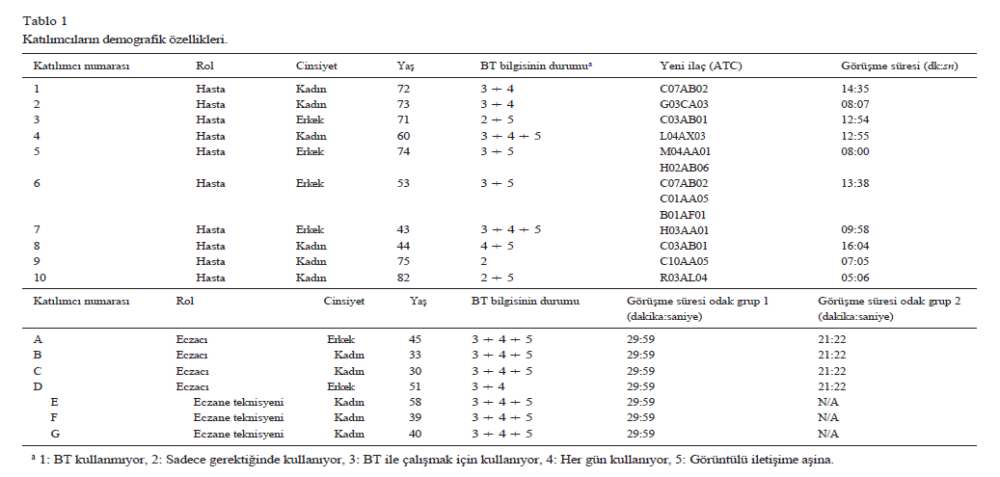 Tablo 1
Katılımcıların demografik özellikleri.
Katılımcı numarası Rol Cinsiyet Yaş BT bilgisinin durumuᵃ Yeni ilaç (ATC) Görüşme süresi (dk:sn)
1 Hasta Kadın 72 3 + 4 C07AB02 14:35
2 Hasta Kadın 73 3 + 4 G03CA03 08:07
3 Hasta Erkek 71 2 + 5 C03AB01 12:54
4 Hasta Kadın 60 3 + 4 + 5 L04AX03 12:55
5 Hasta Erkek 74 3 + 5 M04AA01 08:00
H02AB06
6 Hasta Erkek 53 3 + 5 C07AB02 13:38
C01AA05
B01AF01
7 Hasta Erkek 43 3 + 4 + 5 H03AA01 09:58
8 Hasta Kadın 44 4 + 5 C03AB01 16:04
9 Hasta Kadın 75 2 C10AA05 07:05
10 Hasta Kadın 82 2 + 5 R03AL04 05:06
Katılımcı numarası Rol Cinsiyet Yaş BT bilgisinin durumu Görüşme süresi odak grup 1 Görüşme süresi odak grup 2
(dakika:saniye) (dakika:saniye)
A Eczacı Erkek 45 3 + 4 + 5 29:59 21:22
B Eczacı Kadın 33 3 + 4 + 5 29:59 21:22
C Eczacı Kadın 30 3 + 4 + 5 29:59 21:22
D Eczacı Erkek 51 3 + 4 29:59 21:22
E Eczane teknisyeni Kadın 58 3 + 4 + 5 29:59 N/A
F Eczane teknisyeni Kadın 39 3 + 4 + 5 29:59 N/A
G Eczane teknisyeni Kadın 40 3 + 4 + 5 29:59 N/A
ᵃ 1: BT kullanmıyor, 2: Sadece gerektiğinde kullanıyor, 3: BT ile çalışmak için kullanıyor, 4: Her gün kullanıyor, 5: Görüntülü iletişime aşina.